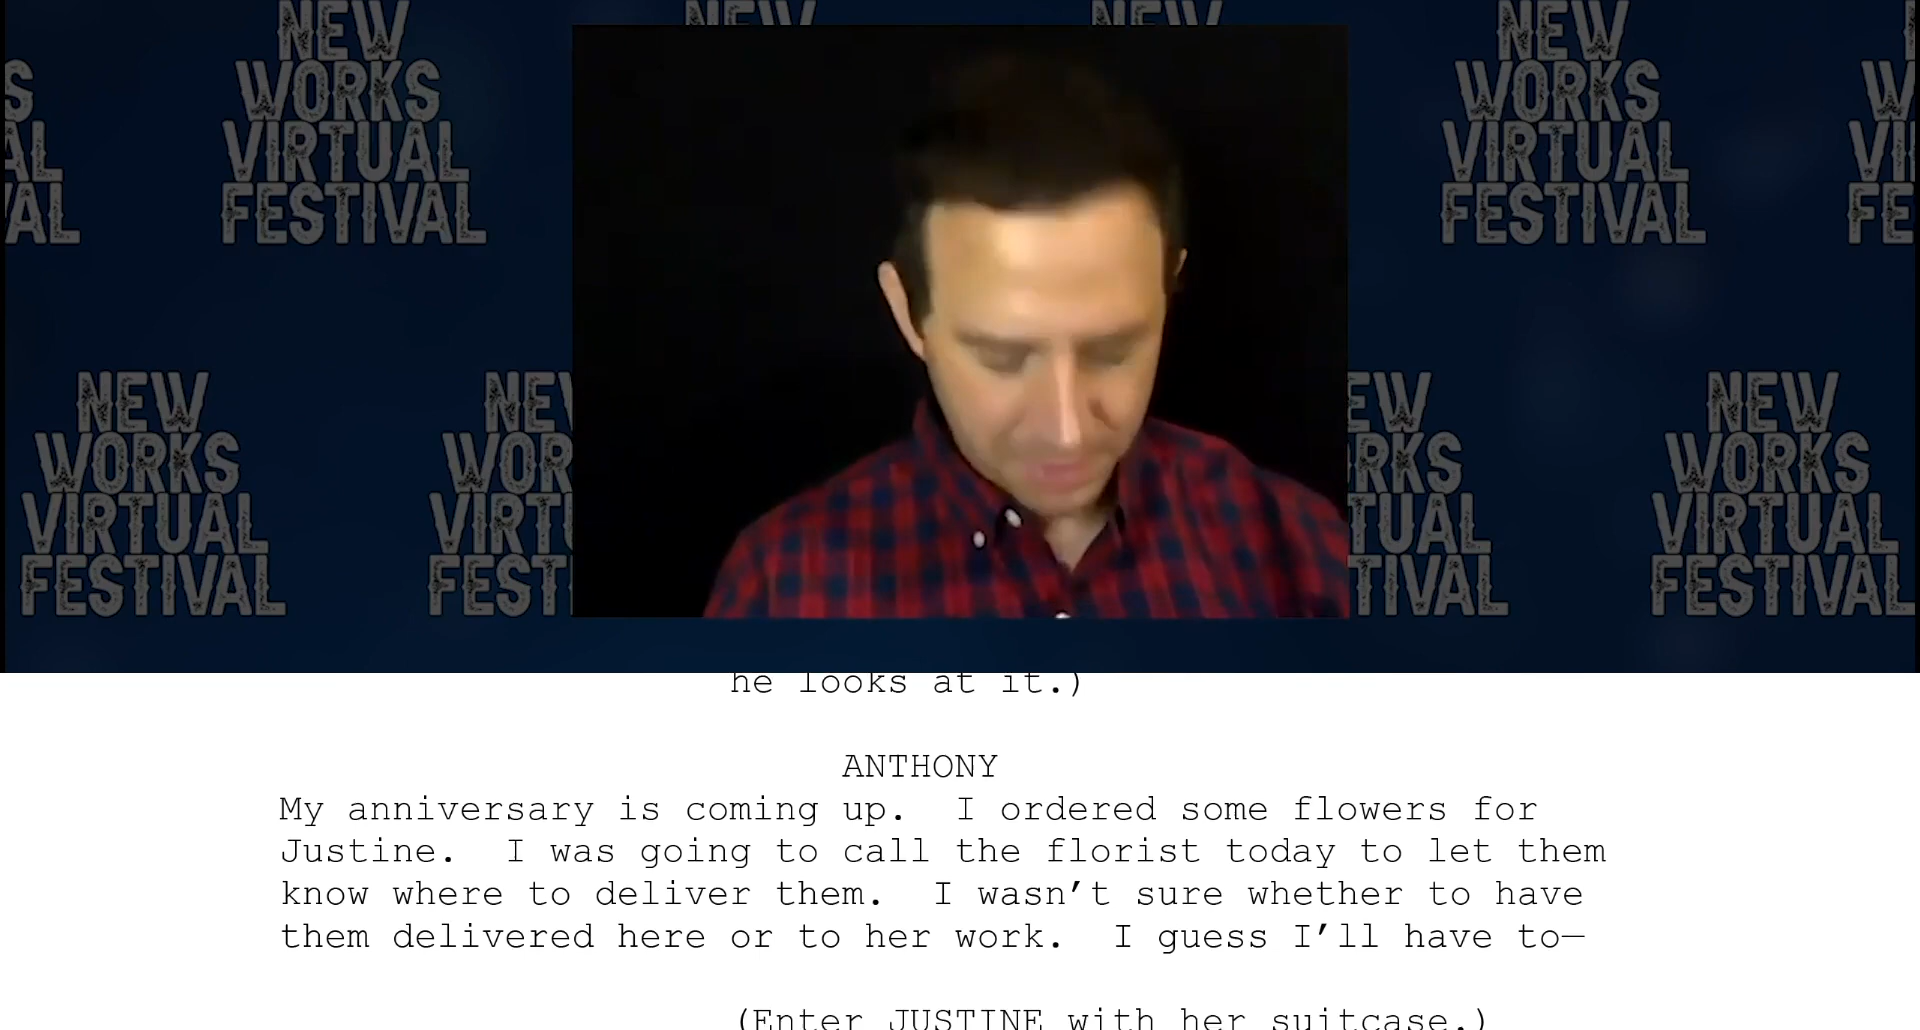 NEW
WORKS
VIRTUAL
FESTIVAL
NEW
NEW
NEW
WORKS
VIRTUAL
FESTIVAL
NEW
WORKS
VIRTUAL
FESTIVAL
NEW
WORKS
VIRTUAL
FESTIVAL
he looks at it.)
ANTHONY
My anniversary is coming up.  I ordered some flowers for
Justine.  I was going to call the florist today to let them
know where to deliver them.  I wasn’t sure whether to have
them delivered here or to her work.  I guess I’ll have to—
(Enter JUSTINE with her suitcase.)